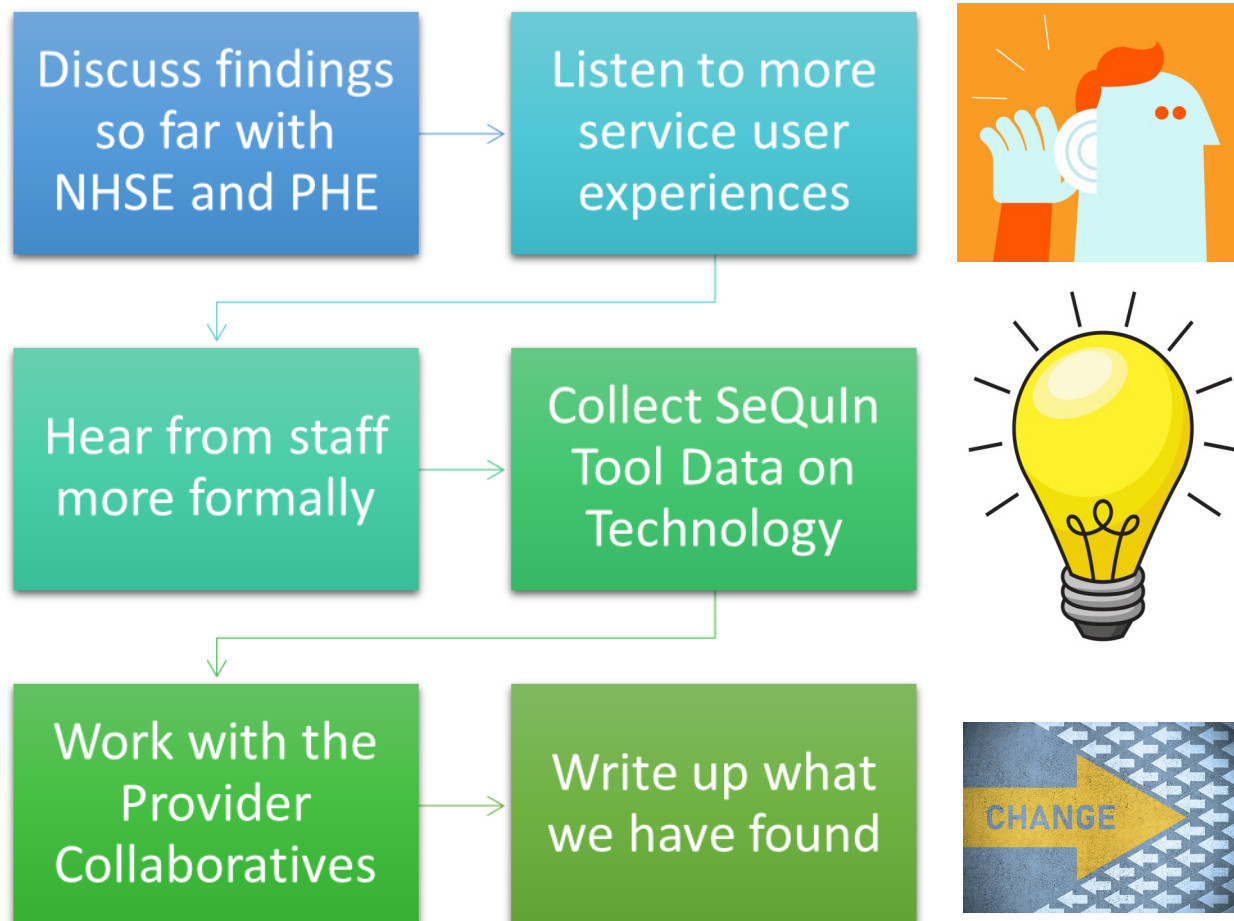 Discuss findings
so far with
NHSE and PHE
Listen to more
service user
experiences
Hear from staff
more formally
Collect SeQuIn
Tool Data on
Technology
Work with the
Provider
Collaboratives
Write up what
we have found
CHANGE